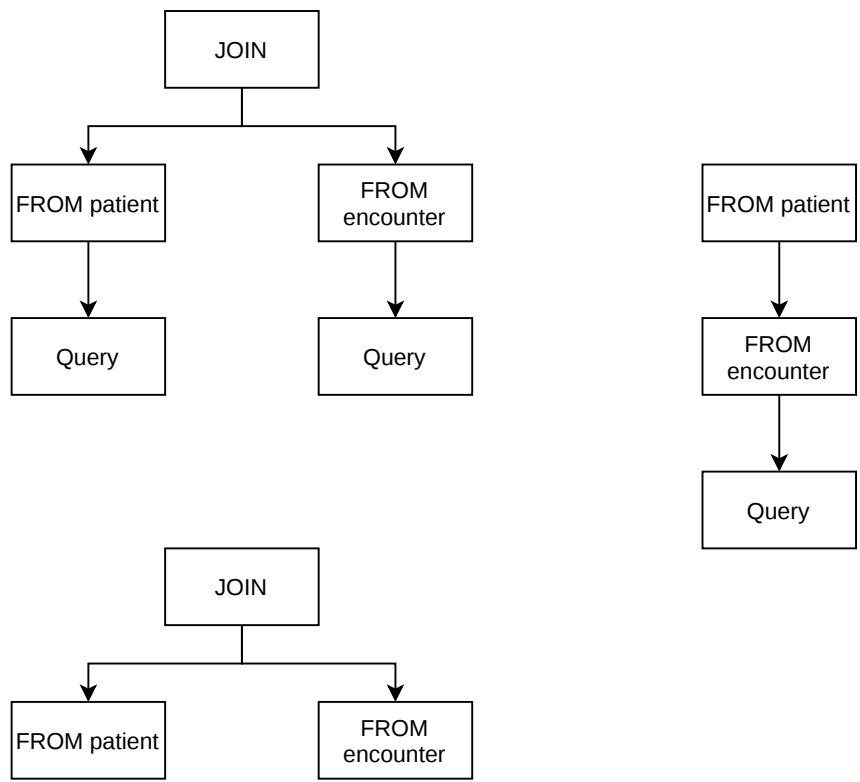 JOIN
FROM patient
FROM
encounter
FROM patient
Query
Query
FROM
encounter
Query
JOIN
FROM patient
FROM
encounter